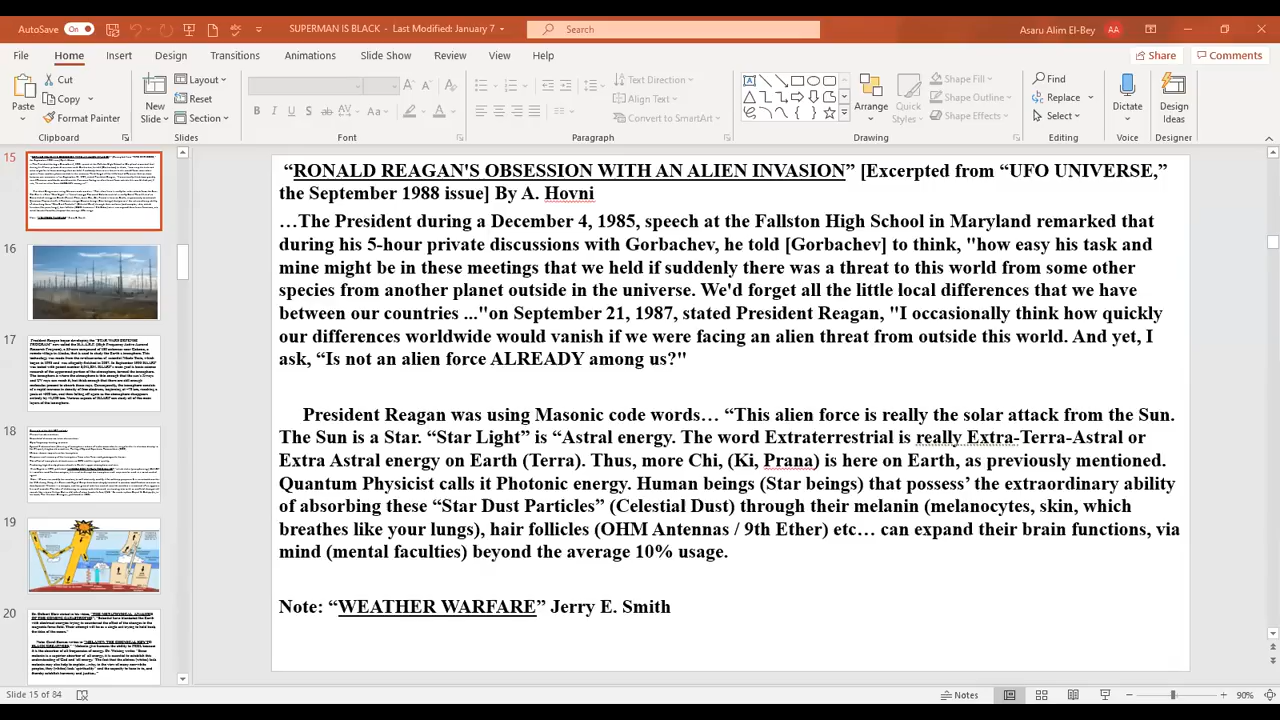 AutoSave On SUPERMAN IS BLACK - Last Modified: January 7 Search Asaru Alim El-Bey AA
File Home Insert Design Transitions Animations Slide Show Review View Help Share Comments
Paste Cut Copy Format Painter New Slide Layout Reset Section Text Direction Align Text Convert to SmartArt Arrange Quick Styles Shape Fill Shape Outline Shape Effects Find Replace Select Dictate Design Ideas
Clipboard Slides Font Paragraph Drawing Editing Voice Designer
15
16
17
18
19
20
“RONALD REAGAN'S OBSESSION WITH AN ALIEN INVASION” [Excerpted from “UFO UNIVERSE,”
the September 1988 issue] By A. Hovni
…The President during a December 4, 1985, speech at the Fallston High School in Maryland remarked that
during his 5-hour private discussions with Gorbachev, he told [Gorbachev] to think, "how easy his task and
mine might be in these meetings that we held if suddenly there was a threat to this world from some other
species from another planet outside in the universe. We'd forget all the little local differences that we have
between our countries ..."on September 21, 1987, stated President Reagan, "I occasionally think how quickly
our differences worldwide would vanish if we were facing an alien threat from outside this world. And yet, I
ask, “Is not an alien force ALREADY among us?"
President Reagan was using Masonic code words… “This alien force is really the solar attack from the Sun.
The Sun is a Star. “Star Light” is “Astral energy. The word Extraterrestrial is really Extra-Terra-Astral or
Extra Astral energy on Earth (Terra). Thus, more Chi, (Ki, Prana) is here on Earth, as previously mentioned.
Quantum Physicist calls it Photonic energy. Human beings (Star beings) that possess’ the extraordinary ability
of absorbing these “Star Dust Particles” (Celestial Dust) through their melanin (melanocytes, skin, which
breathes like your lungs), hair follicles (OHM Antennas / 9th Ether) etc… can expand their brain functions, via
mind (mental faculties) beyond the average 10% usage.
Note: “WEATHER WARFARE” Jerry E. Smith
Slide 15 of 84 Notes 90%